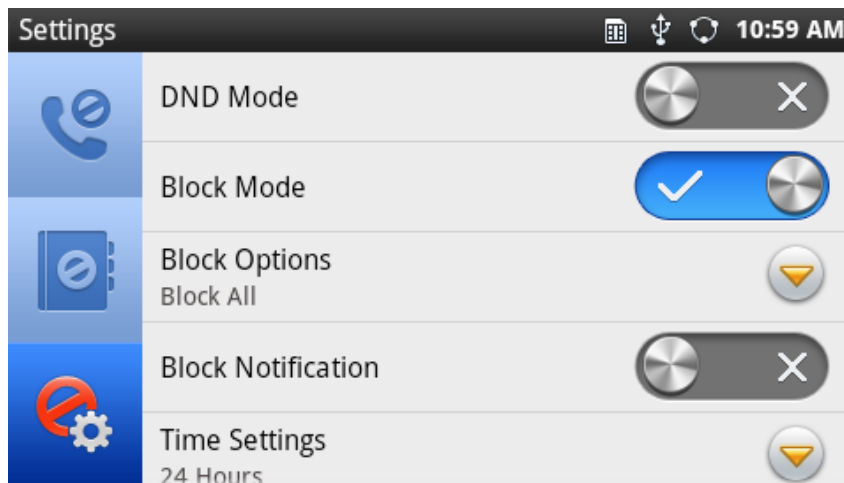 Settings
10:59 AM
DND Mode
Block Mode
Block Options
Block All
Block Notification
Time Settings
24 Hours